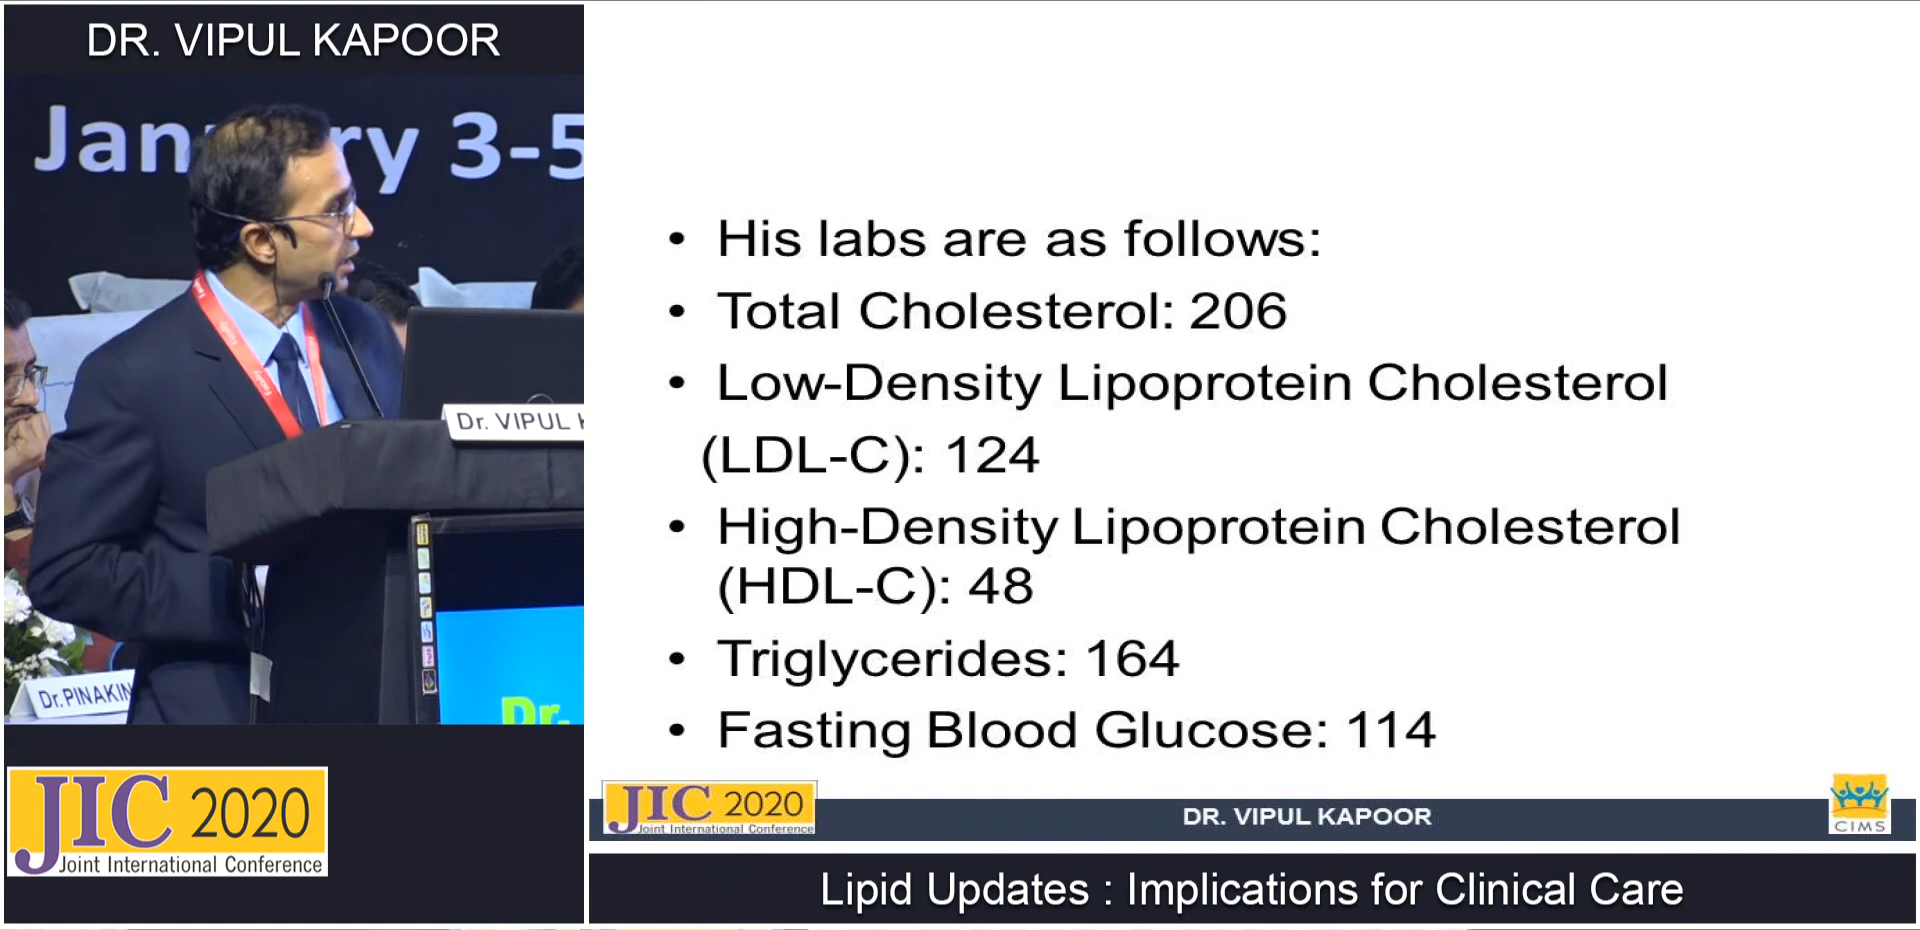 DR. VIPUL KAPOOR
January 3-5
Dr. VIPUL
Dr. PINAKIN
Dr.
JIC 2020
Joint International Conference
• His labs are as follows:
• Total Cholesterol: 206
• Low-Density Lipoprotein Cholesterol
(LDL-C): 124
• High-Density Lipoprotein Cholesterol
(HDL-C): 48
• Triglycerides: 164
• Fasting Blood Glucose: 114
JIC 2020
Joint International Conference
DR. VIPUL KAPOOR
CIMS
Lipid Updates : Implications for Clinical Care